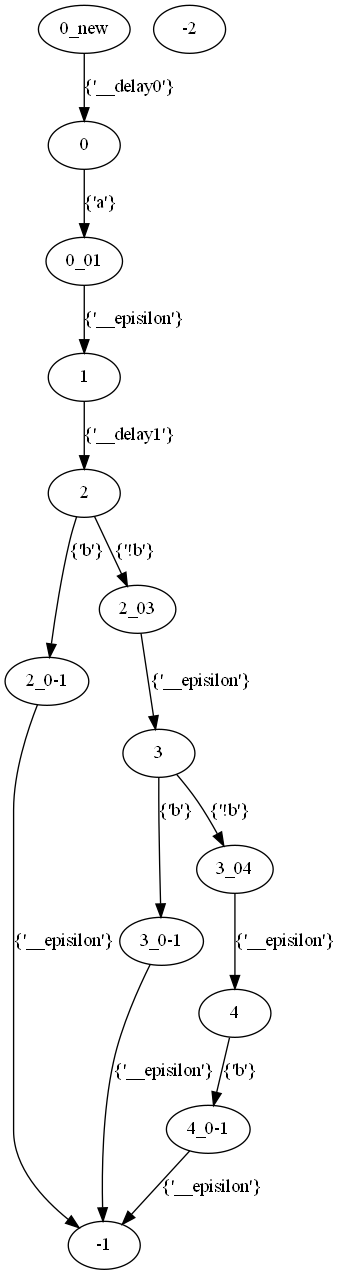 0_new
-2
{'__delay0'}
0
{'a'}
0_01
{'__episilon'}
1
{'__delay1'}
2
{'b'}
{'!b'}
2_03
2_0-1
{'__episilon'}
3
{'b'}
{'!b'}
3_04
3_0-1
{'__episilon'}
{'__episilon'}
4
{'__episilon'}
{'b'}
4_0-1
{'__episilon'}
-1